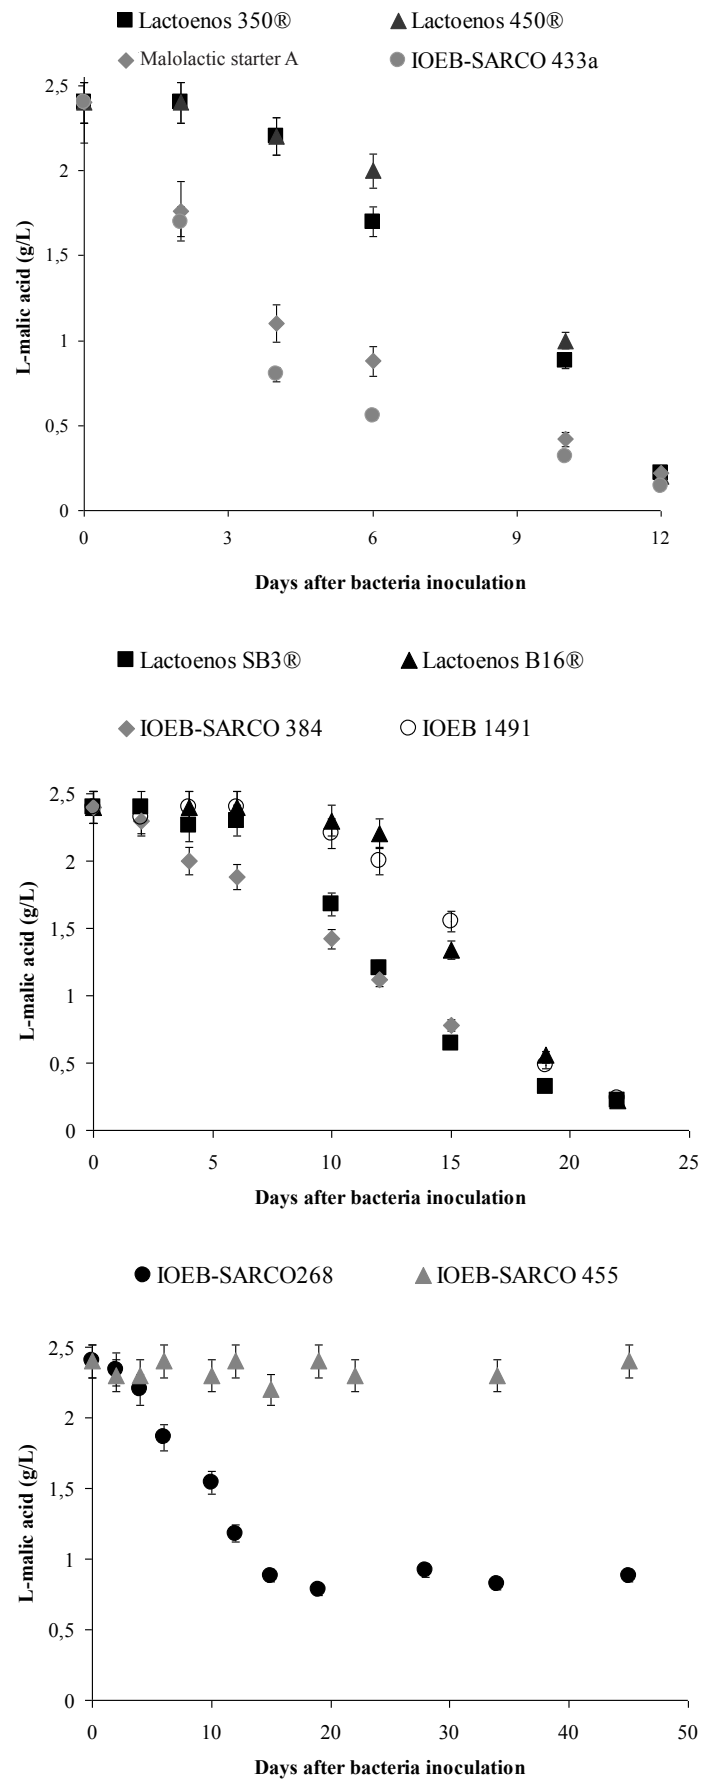 Lactoenos 350® Lactoenos 450®
Malolactic starter A IOEB-SARCO 433a
2,5
2
1,5
1
0,5
0
L-malic acid (g/L)
0 3 6 9 12
Days after bacteria inoculation
Lactoenos SB3® Lactoenos B16®
IOEB-SARCO 384 IOEB 1491
2,5
2
1,5
1
0,5
0
L-malic acid (g/L)
0 5 10 15 20 25
Days after bacteria inoculation
IOEB-SARCO268 IOEB-SARCO 455
2,5
2
1,5
1
0,5
0
L-malic acid (g/L)
0 10 20 30 40 50
Days after bacteria inoculation